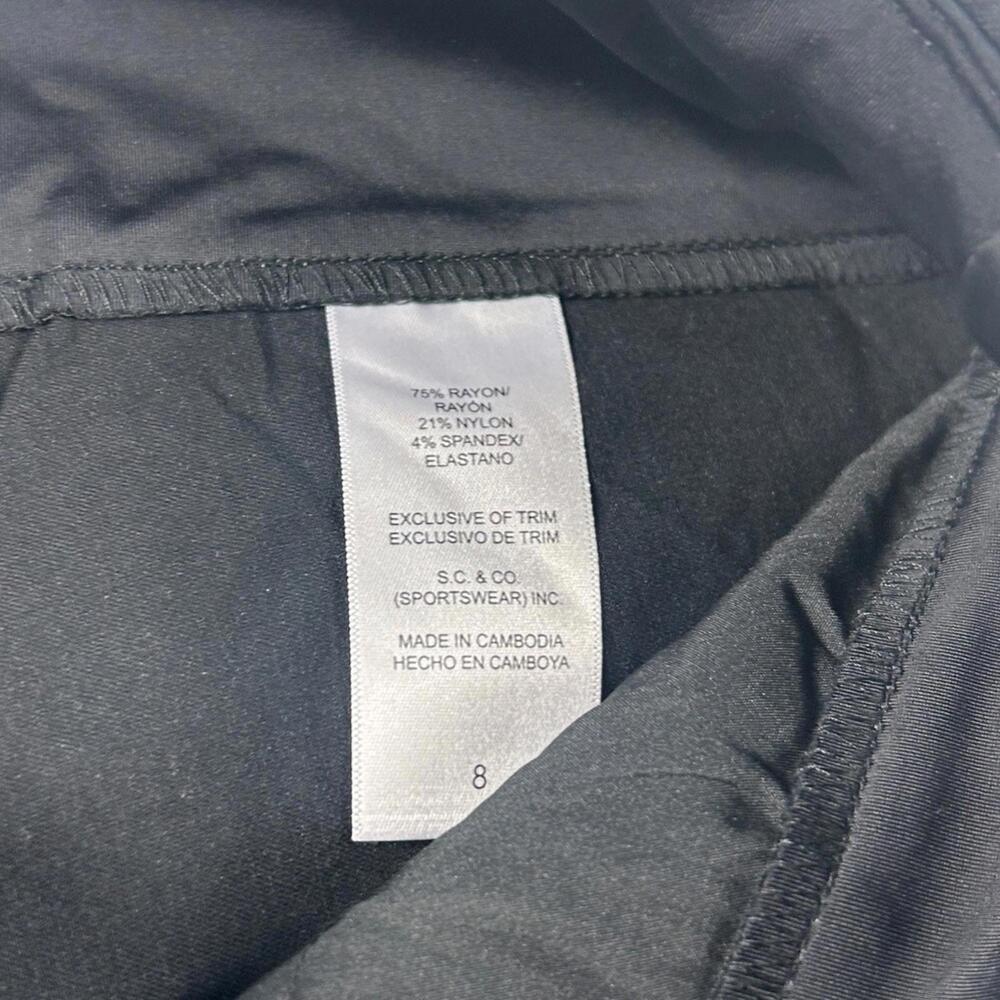 75% RAYON/
RAYÓN
21% NYLON
4% SPANDEX/
ELASTANO
EXCLUSIVE OF TRIM
EXCLUSIVO DE TRIM
S.C. & CO.
(SPORTSWEAR) INC.
MADE IN CAMBODIA
HECHO EN CAMBOYA
8